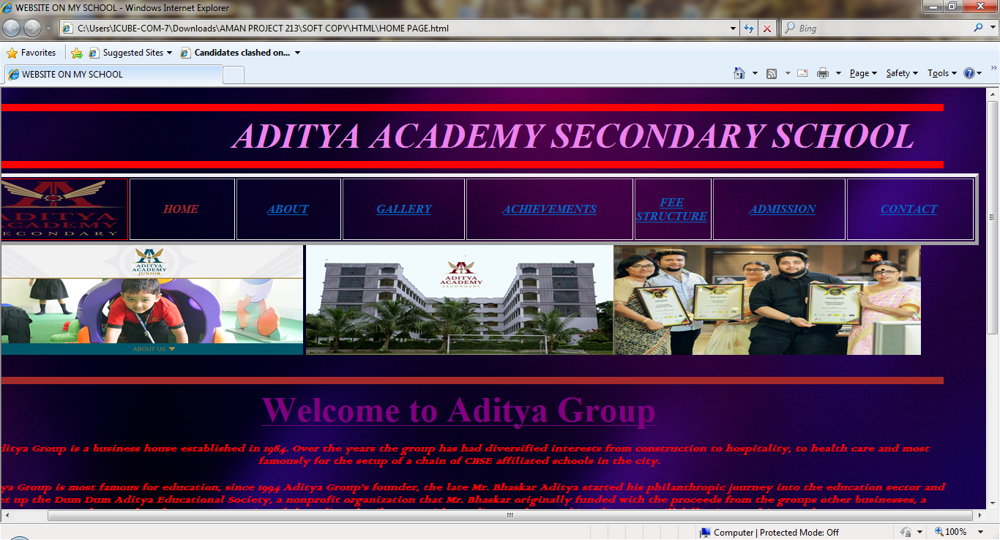 WEBSITE ON MY SCHOOL - Windows Internet Explorer
C:\Users\ICUBE-COM-7\Downloads\AMAN PROJECT 213\SOFT COPY\HTML\HOME PAGE.html
Bing
Favorites
Suggested Sites
Candidates clashed on...
WEBSITE ON MY SCHOOL
Page
Safety
Tools
ADITYA ACADEMY SECONDARY SCHOOL
ADITYA
ACADEMY
SECONDARY
HOME
ABOUT
GALLERY
ACHIEVEMENTS
FEE
STRUCTURE
ADMISSION
CONTACT
ADITYA
ACADEMY
JUNIOR
ABOUT US
ADITYA
ACADEMY
SECONDARY
AWARDED
Welcome to Aditya Group
ditya Group is a business house established in 1984. Over the years the group has had diversified interests from construction to hospitality, to health care and most
famously for the setup of a chain of CBSE affiliated schools in the city.
ya Group is most famous for education, since 1994 Aditya Group's founder, the late Mr. Bhaskar Aditya started his philanthropic journey into the education sector and
et up the Dum Dum Aditya Educational Society, a nonprofit organization that Mr. Bhaskar originally funded with the proceeds from the groups other businesses, a
Computer | Protected Mode: Off
100%